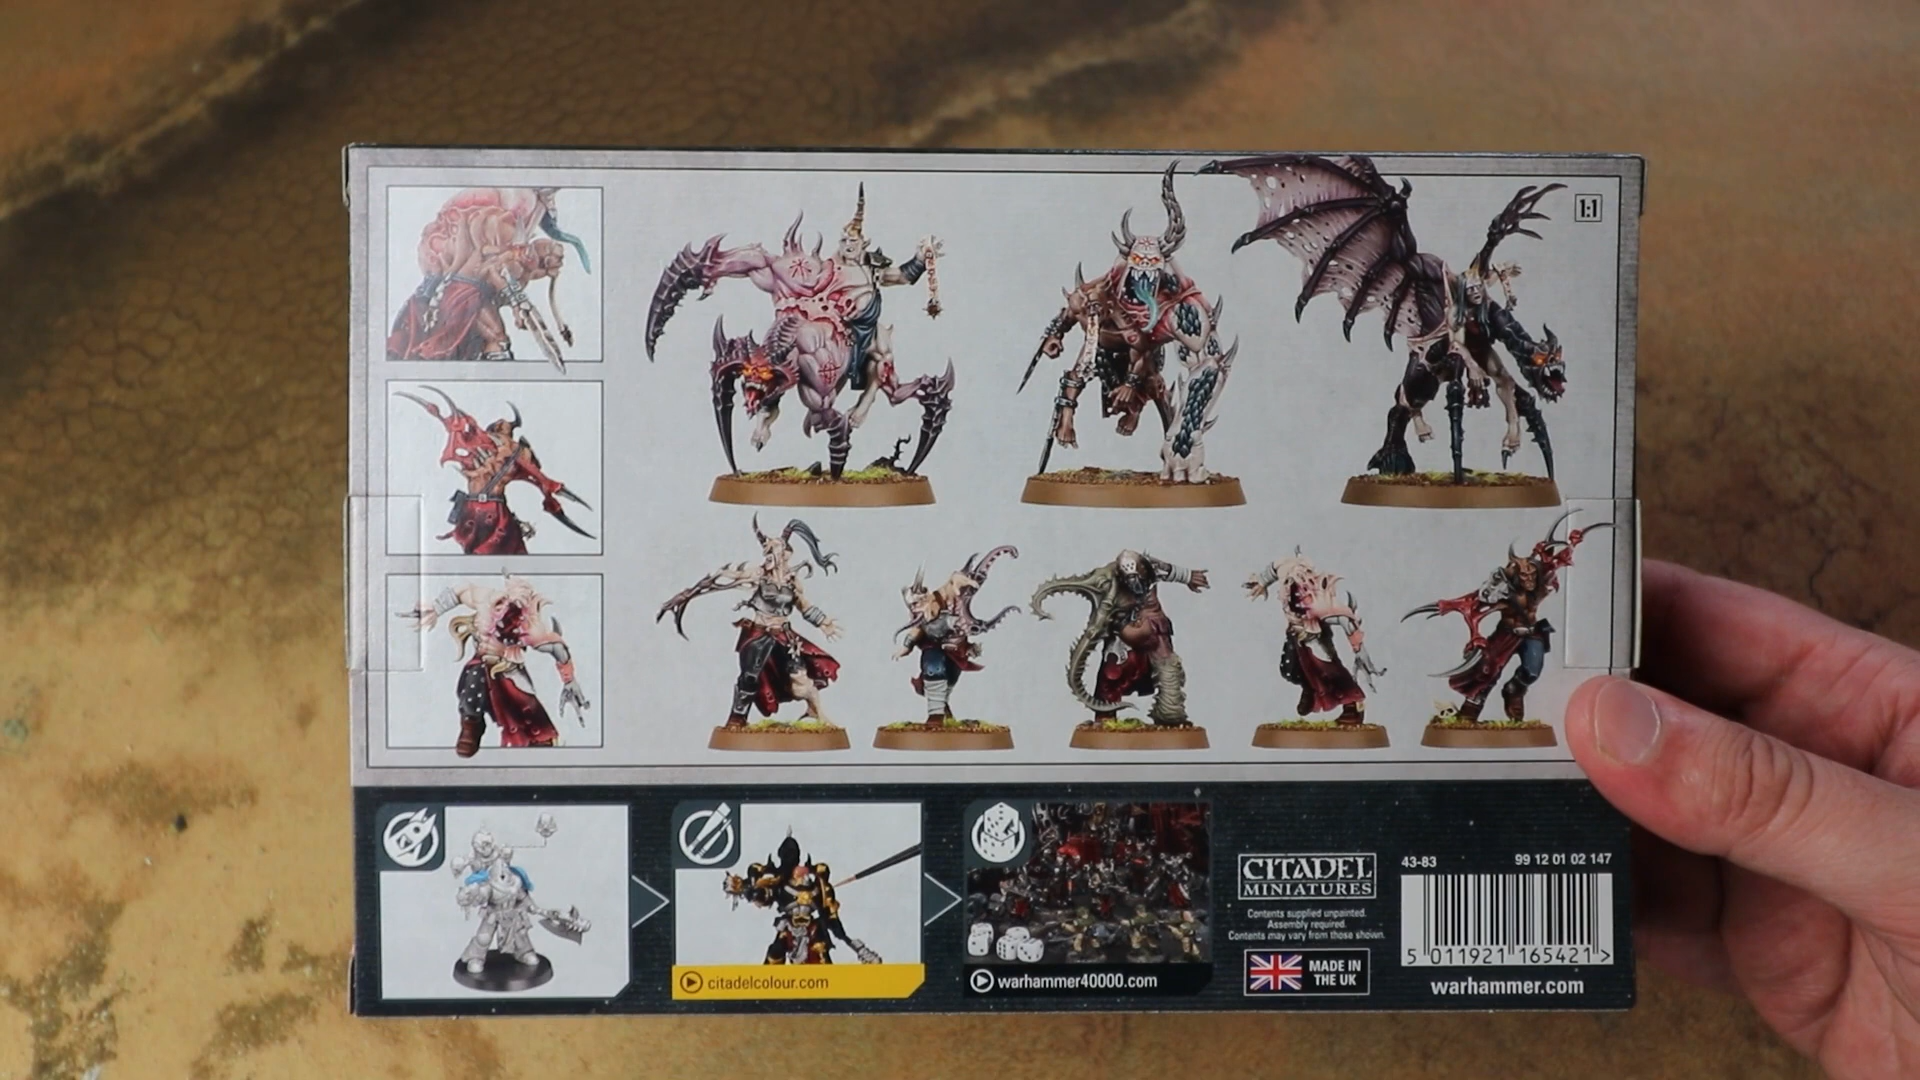 1:1
citadelcolour.com
warhammer40000.com
CITADEL
MINIATURES
Contents supplied unpainted.
Assembly required.
Contents may vary from those shown.
MADE IN
THE UK
43-83
99 12 01 02 147
5 011921 165421 >
warhammer.com